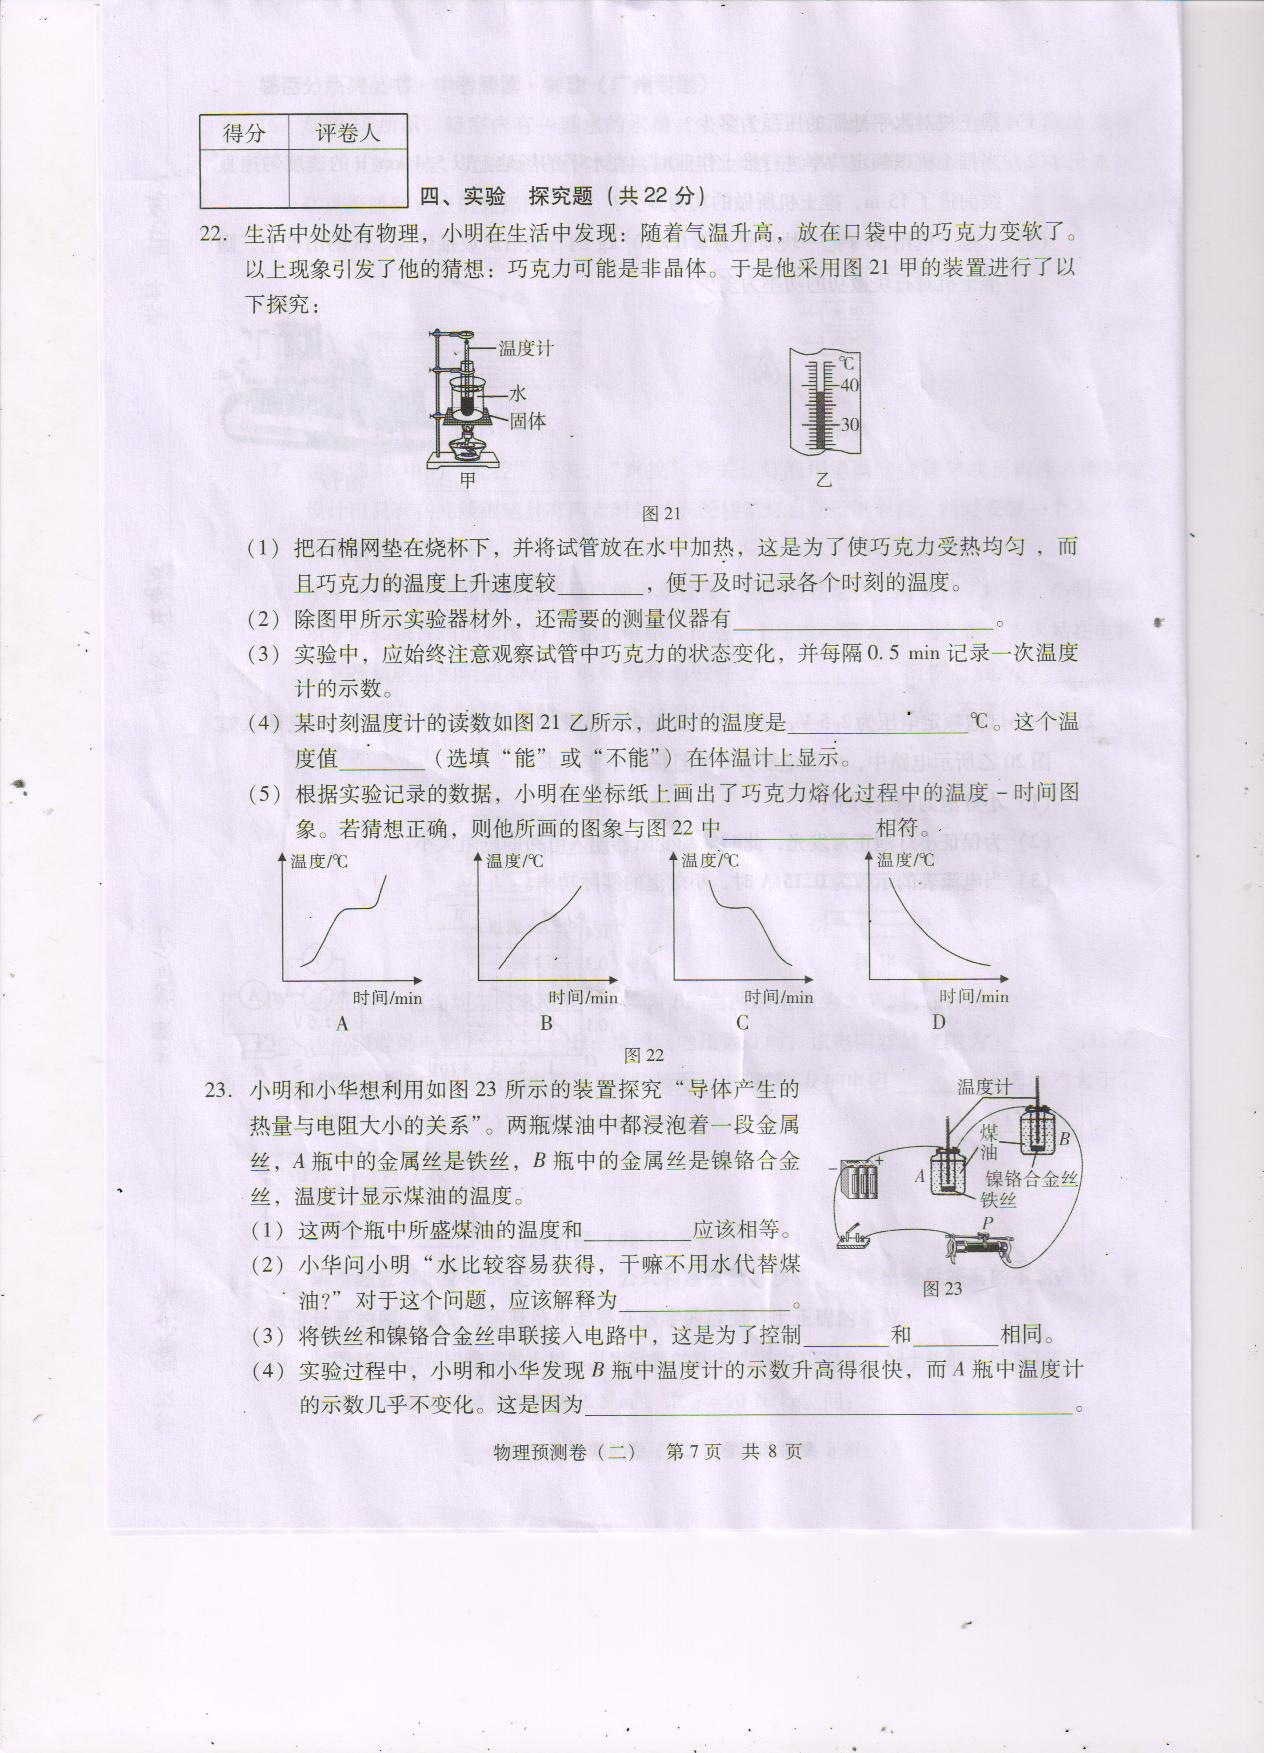 得分 评卷人
四、实验 探究题（共22分）
22. 生活中处处有物理，小明在生活中发现：随着气温升高，放在口袋中的巧克力变软了。
以上现象引发了他的猜想：巧克力可能是非晶体。于是他采用图21甲的装置进行了以
下探究：
温度计
水
固体
甲
℃
40
30
乙
图21
（1）把石棉网垫在烧杯下，并将试管放在水中加热，这是为了使巧克力受热均匀，而
且巧克力的温度上升速度较________，便于及时记录各个时刻的温度。
（2）除图甲所示实验器材外，还需要的测量仪器有________________________。
（3）实验中，应始终注意观察试管中巧克力的状态变化，并每隔0.5 min记录一次温度
计的示数。
（4）某时刻温度计的读数如图21乙所示，此时的温度是________________℃。这个温
度值________（选填“能”或“不能”）在体温计上显示。
（5）根据实验记录的数据，小明在坐标纸上画出了巧克力熔化过程中的温度－时间图
象。若猜想正确，则他所画的图象与图22中______________相符。
温度/℃ 温度/℃ 温度/℃ 温度/℃
时间/min 时间/min 时间/min 时间/min
A B C D
图22
23. 小明和小华想利用如图23所示的装置探究“导体产生的
热量与电阻大小的关系”。两瓶煤油中都浸泡着一段金属
丝，A瓶中的金属丝是铁丝，B瓶中的金属丝是镍铬合金
丝，温度计显示煤油的温度。
温度计
煤油
B
A
镍铬合金丝
铁丝
P
－ +
图23
（1）这两个瓶中所盛煤油的温度和__________应该相等。
（2）小华问小明“水比较容易获得，干嘛不用水代替煤
油？”对于这个问题，应该解释为________________。
（3）将铁丝和镍铬合金丝串联接入电路中，这是为了控制________和________相同。
（4）实验过程中，小明和小华发现B瓶中温度计的示数升高得很快，而A瓶中温度计
的示数几乎不变化。这是因为______________________________________________。
物理预测卷（二） 第7页 共8页